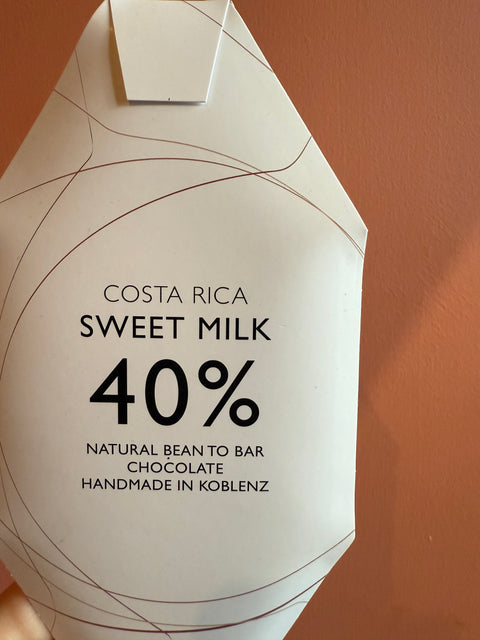 COSTA RICA
SWEET MILK
40%
NATURAL BEAN TO BAR
CHOCOLATE
HANDMADE IN KOBLENZ